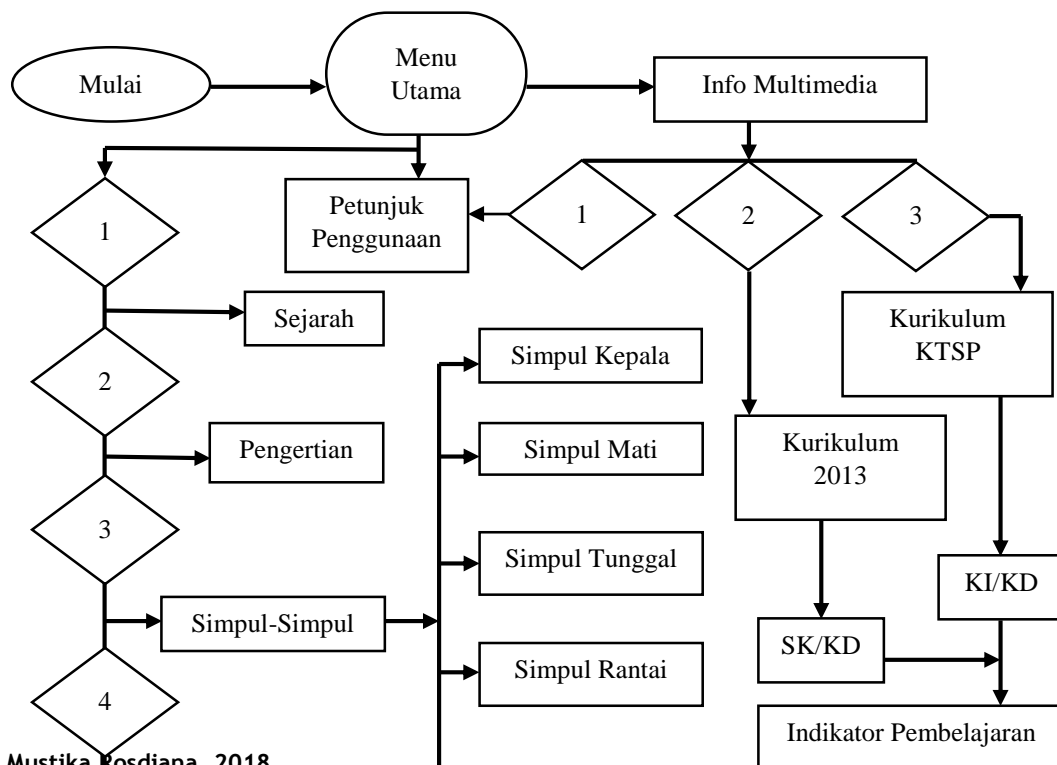 Mulai
Menu
Utama
Info Multimedia
1
Petunjuk
Penggunaan
1
2
3
Sejarah
Kurikulum
KTSP
2
Simpul Kepala
Pengertian
Simpul Mati
Kurikulum
2013
3
Simpul Tunggal
KI/KD
Simpul-Simpul
SK/KD
Simpul Rantai
4
Indikator Pembelajaran
Mustika Rosdiana, 2018